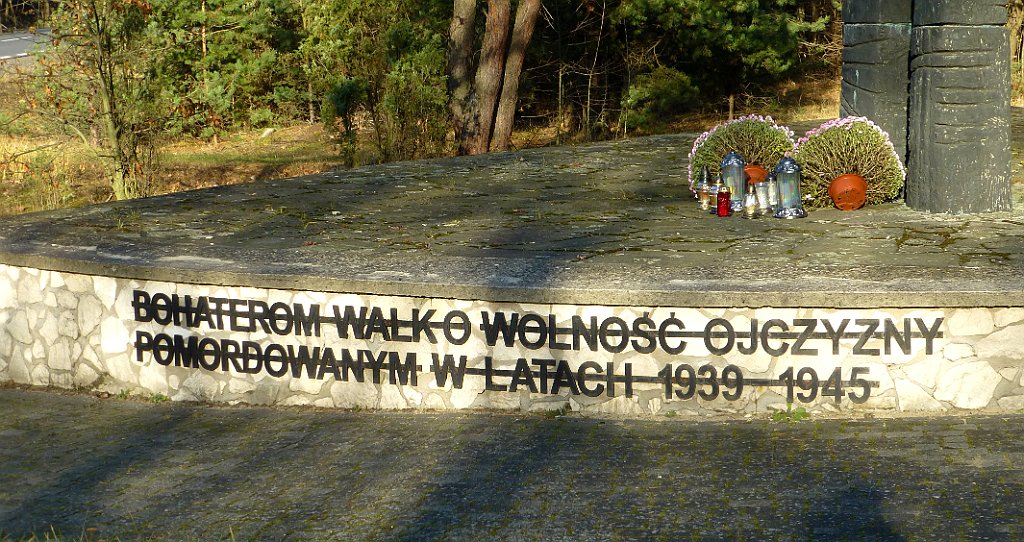 BOHATEROM WALK O WOLNOŚĆ OJCZYZNY
POMORDOWANYM W LATACH 1939 - 1945